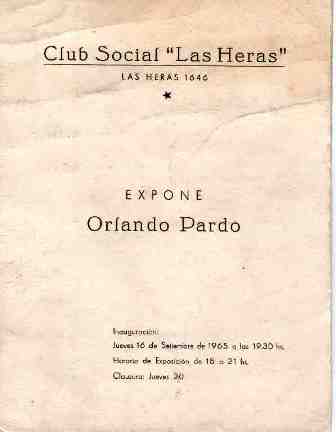 Club Social "Las Heras"
LAS HERAS 1646
EXPONE
Orlando Pardo
Inauguración:
Jueves 16 de Setiembre de 1965 a las 19.30 hs.
Horario de Exposición de 18 a 21 hs.
Clausura: Jueves 30